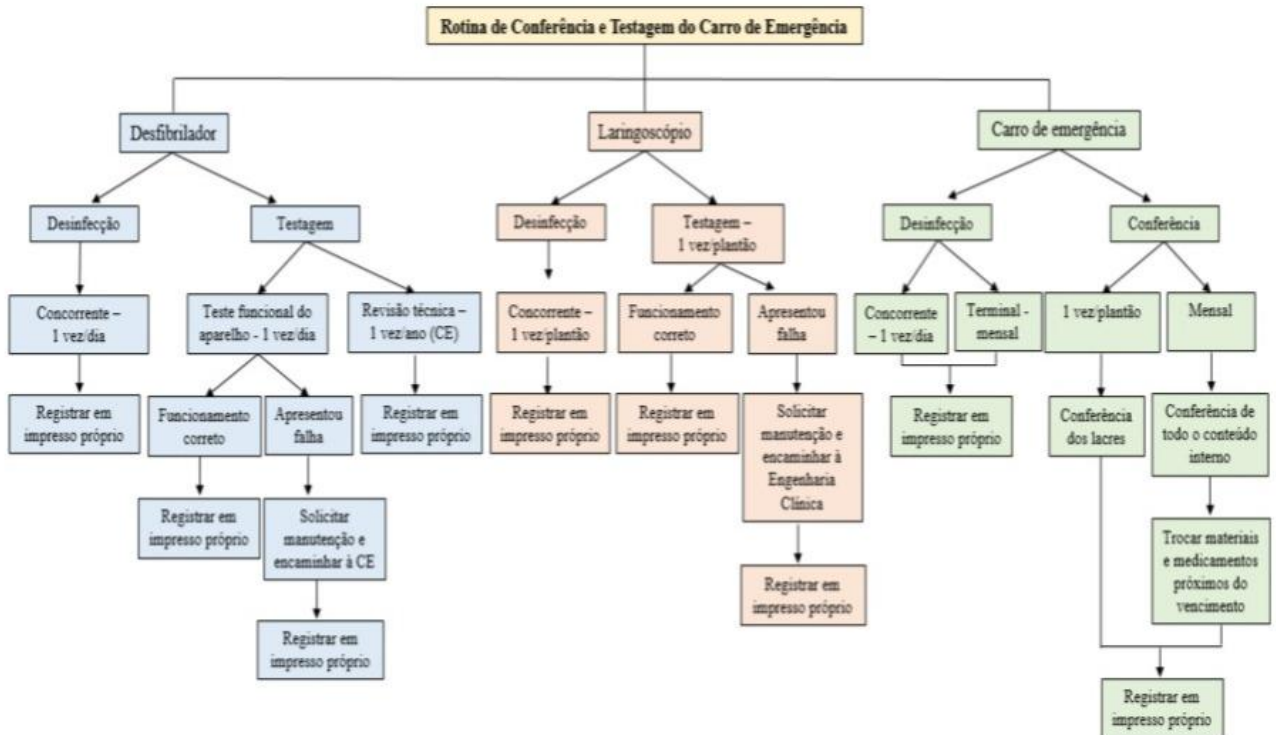 Rotina de Conferência e Testagem do Carro de Emergência
Desfibrilador
Laringoscópio
Carro de emergência
Desinfecção
Testagem
Desinfecção
Testagem –
1 vez/plantão
Desinfecção
Conferência
Concorrente –
1 vez/dia
Teste funcional do
aparelho - 1 vez/dia
Revisão técnica –
1 vez/ano (CE)
Concorrente –
1 vez/plantão
Funcionamento
correto
Apresentou
falha
Concorrente
– 1 vez/dia
Terminal -
mensal
1 vez/plantão
Mensal
Registrar em
impresso próprio
Funcionamento
correto
Apresentou
falha
Registrar em
impresso próprio
Registrar em
impresso próprio
Registrar em
impresso próprio
Solicitar
manutenção e
encaminhar à
Engenharia
Clínica
Registrar em
impresso próprio
Conferência
dos lacres
Conferência de
todo o conteúdo
interno
Registrar em
impresso próprio
Solicitar
manutenção e
encaminhar à CE
Registrar em
impresso próprio
Trocar materiais
e medicamentos
próximos do
vencimento
Registrar em
impresso próprio
Registrar em
impresso próprio